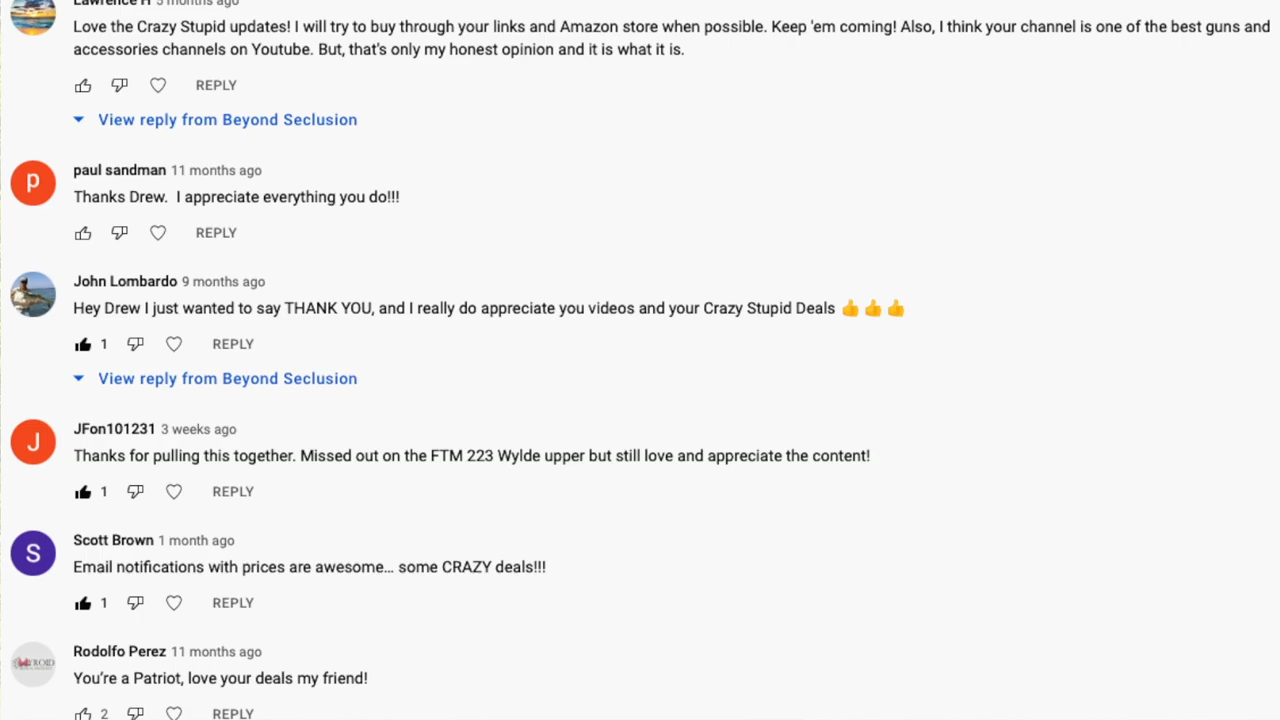 Lawrence H 5 months ago
Love the Crazy Stupid updates! I will try to buy through your links and Amazon store when possible. Keep 'em coming! Also, I think your channel is one of the best guns and
accessories channels on Youtube. But, that's only my honest opinion and it is what it is.
REPLY
View reply from Beyond Seclusion
P
paul sandman 11 months ago
Thanks Drew. I appreciate everything you do!!!
REPLY
John Lombardo 9 months ago
Hey Drew I just wanted to say THANK YOU, and I really do appreciate you videos and your Crazy Stupid Deals 👍👍👍
1 REPLY
View reply from Beyond Seclusion
J
JFon101231 3 weeks ago
Thanks for pulling this together. Missed out on the FTM 223 Wylde upper but still love and appreciate the content!
1 REPLY
S
Scott Brown 1 month ago
Email notifications with prices are awesome... some CRAZY deals!!!
1 REPLY
Rodolfo Perez 11 months ago
You're a Patriot, love your deals my friend!
2 REPLY